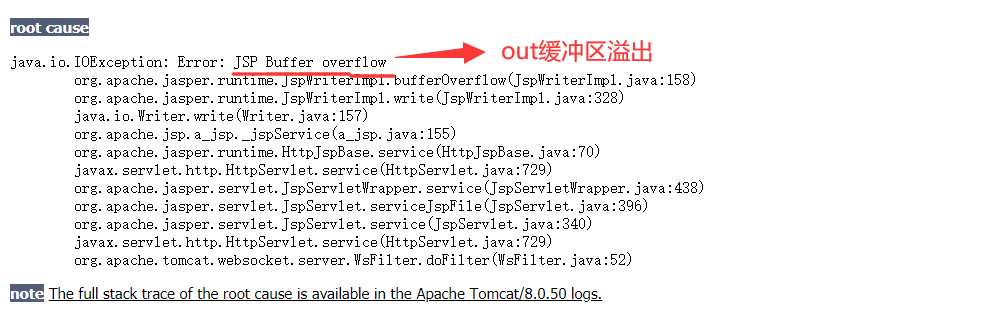 root cause
java.io.IOException: Error: JSP Buffer overflow
out缓冲区溢出
org.apache.jasper.runtime.JspWriterImpl.bufferOverflow(JspWriterImpl.java:158)
org.apache.jasper.runtime.JspWriterImpl.write(JspWriterImpl.java:328)
java.io.Writer.write(Writer.java:157)
org.apache.jsp.a_jsp._jspService(a_jsp.java:155)
org.apache.jasper.runtime.HttpJspBase.service(HttpJspBase.java:70)
javax.servlet.http.HttpServlet.service(HttpServlet.java:729)
org.apache.jasper.servlet.JspServletWrapper.service(JspServletWrapper.java:438)
org.apache.jasper.servlet.JspServlet.serviceJspFile(JspServlet.java:396)
org.apache.jasper.servlet.JspServlet.service(JspServlet.java:340)
javax.servlet.http.HttpServlet.service(HttpServlet.java:729)
org.apache.tomcat.websocket.server.WsFilter.doFilter(WsFilter.java:52)
note The full stack trace of the root cause is available in the Apache Tomcat/8.0.50 logs.